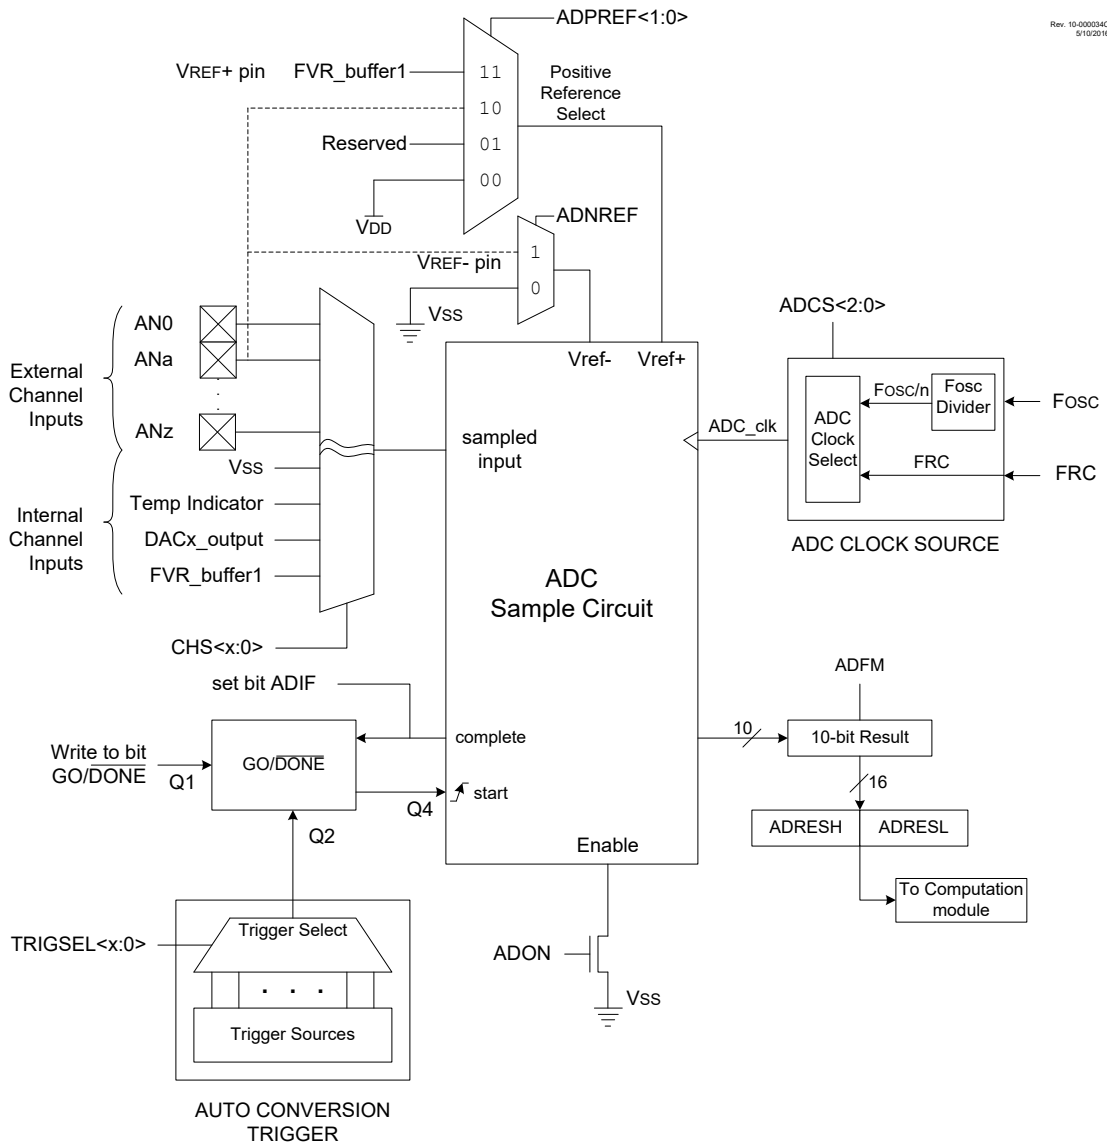 ADPREF<1:0>
Rev. 10-000034C
5/10/2016
VREF+ pin
FVR_buffer1
11
Positive
Reference
Select
10
Reserved
01
00
VDD
ADNREF
VREF- pin
1
0
VSS
ADCS<2:0>
AN0
ANa
External
Channel
Inputs
.
.
.
ANz
Vref-
Vref+
ADC
Clock
Select
FOSC/n
Fosc
Divider
FOSC
FRC
FRC
ADC_clk
ADC CLOCK SOURCE
sampled
input
VSS
Temp Indicator
Internal
Channel
Inputs
DACx_output
FVR_buffer1
ADC
Sample Circuit
CHS<x:0>
set bit ADIF
ADFM
Write to bit
GO/DONE
Q1
GO/DONE
complete
10
10-bit Result
Q4
start
16
Q2
ADRESH
ADRESL
Enable
To Computation
module
TRIGSEL<x:0>
Trigger Select
. . .
Trigger Sources
ADON
VSS
AUTO CONVERSION
TRIGGER